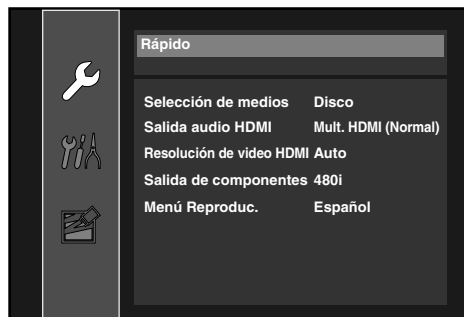 Rápido
Selección de medios Disco
Salida audio HDMI Mult. HDMI (Normal)
Resolución de video HDMI Auto
Salida de componentes 480i
Menú Reproduc. Español